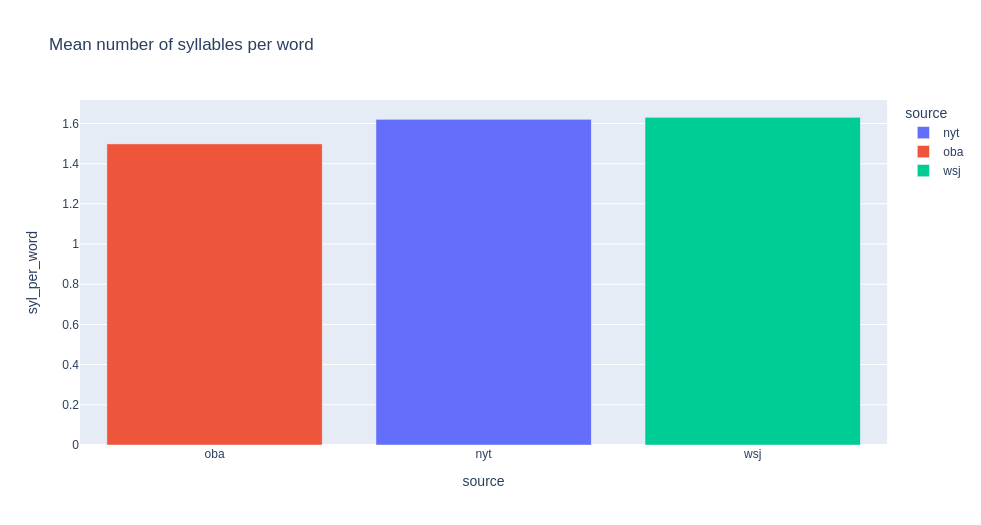 Mean number of syllables per word
syl_per_word
1.6
1.4
1.2
1
0.8
0.6
0.4
0.2
0
oba
nyt
wsj
source
source
nyt
oba
wsj